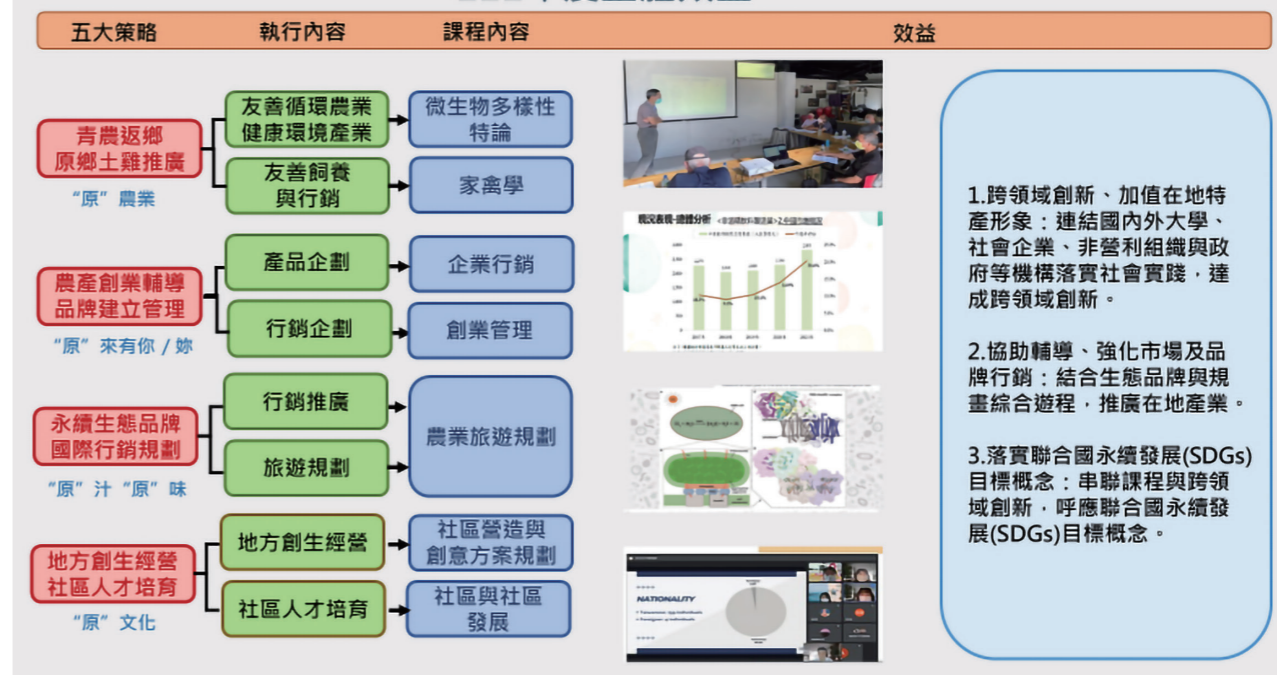 五大策略
執行內容
課程內容
效益
青農返鄉
原鄉土雞推廣
“原”農業
友善循環農業
健康環境產業
微生物多樣性
特論
友善飼養
與行銷
家禽學
農產創業輔導
品牌建立管理
“原”來有你 / 妳
產品企劃
企業行銷
行銷企劃
創業管理
永續生態品牌
國際行銷規劃
“原”汁“原”味
行銷推廣
旅遊規劃
農業旅遊規劃
地方創生經營
社區人才培育
“原”文化
地方創生經營
社區營造與
創意方案規劃
社區人才培育
社區與社區
發展
現況表現-總體分析
NATIONALITY
1.跨領域創新、加值在地特
產形象：連結國內外大學、
社會企業、非營利組織與政
府等機構落實社會實踐，達
成跨領域創新。
2.協助輔導、強化市場及品
牌行銷：結合生態品牌與規
畫綜合遊程，推廣在地產業。
3.落實聯合國永續發展(SDGs)
目標概念：串聯課程與跨領
域創新，呼應聯合國永續發
展(SDGs)目標概念。